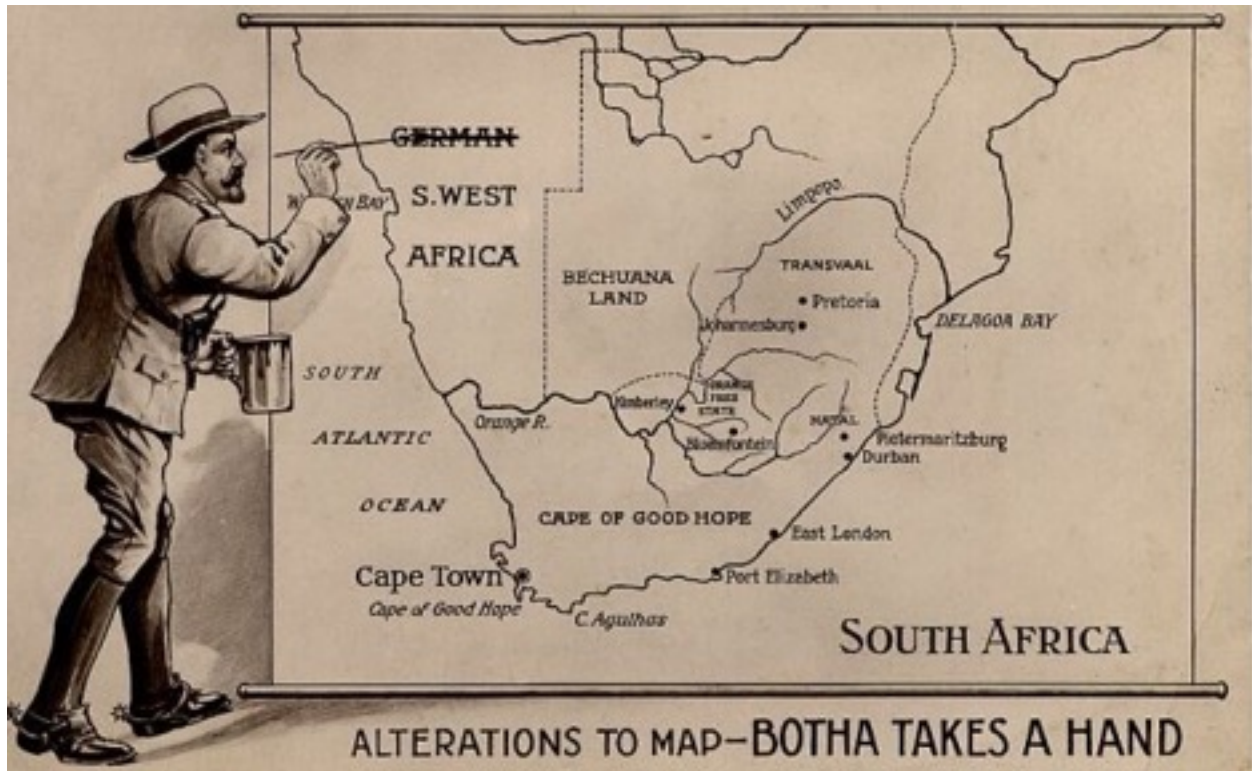 GERMAN
S. WEST
AFRICA
BAY
Limpopo
TRANSVAAL
BECHUANA
LAND
Pretoria
Johannesburg
DELAGOA BAY
SOUTH
ATLANTIC
OCEAN
Orange R.
Kimberley
ORANGE
FREE
STATE
NATAL
Bloemfontein
Pietermaritzburg
Durban
CAPE OF GOOD HOPE
East London
Cape Town
Port Elizabeth
Cape of Good Hope
C. Agulhas
SOUTH AFRICA
ALTERATIONS TO MAP-BOTHA TAKES A HAND